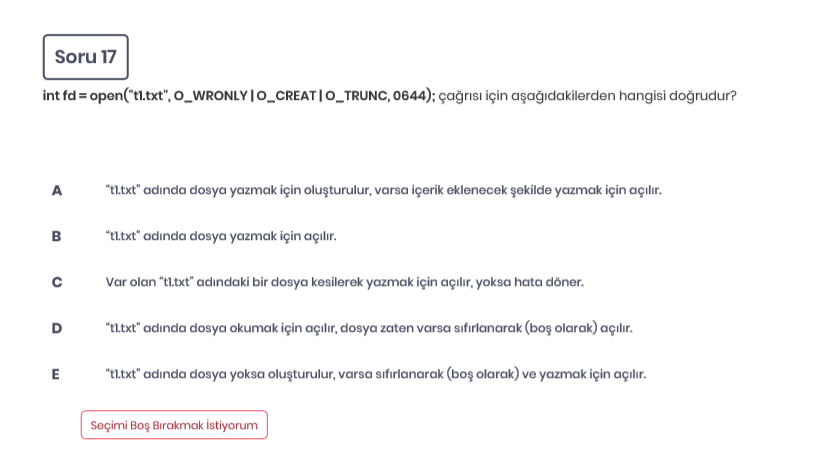 Soru 17
int fd = open("t1.txt", O_WRONLY | O_CREAT | O_TRUNC, 0644); çağrısı için aşağıdakilerden hangisi doğrudur?
A "t1.txt" adında dosya yazmak için oluşturulur, varsa içerik eklenecek şekilde yazmak için açılır.
B "t1.txt" adında dosya yazmak için açılır.
C Var olan "t1.txt" adındaki bir dosya kesilerek yazmak için açılır, yoksa hata döner.
D "t1.txt" adında dosya okumak için açılır, dosya zaten varsa sıfırlanarak (boş olarak) açılır.
E "t1.txt" adında dosya yoksa oluşturulur, varsa sıfırlanarak (boş olarak) ve yazmak için açılır.
Seçimi Boş Bırakmak İstiyorum